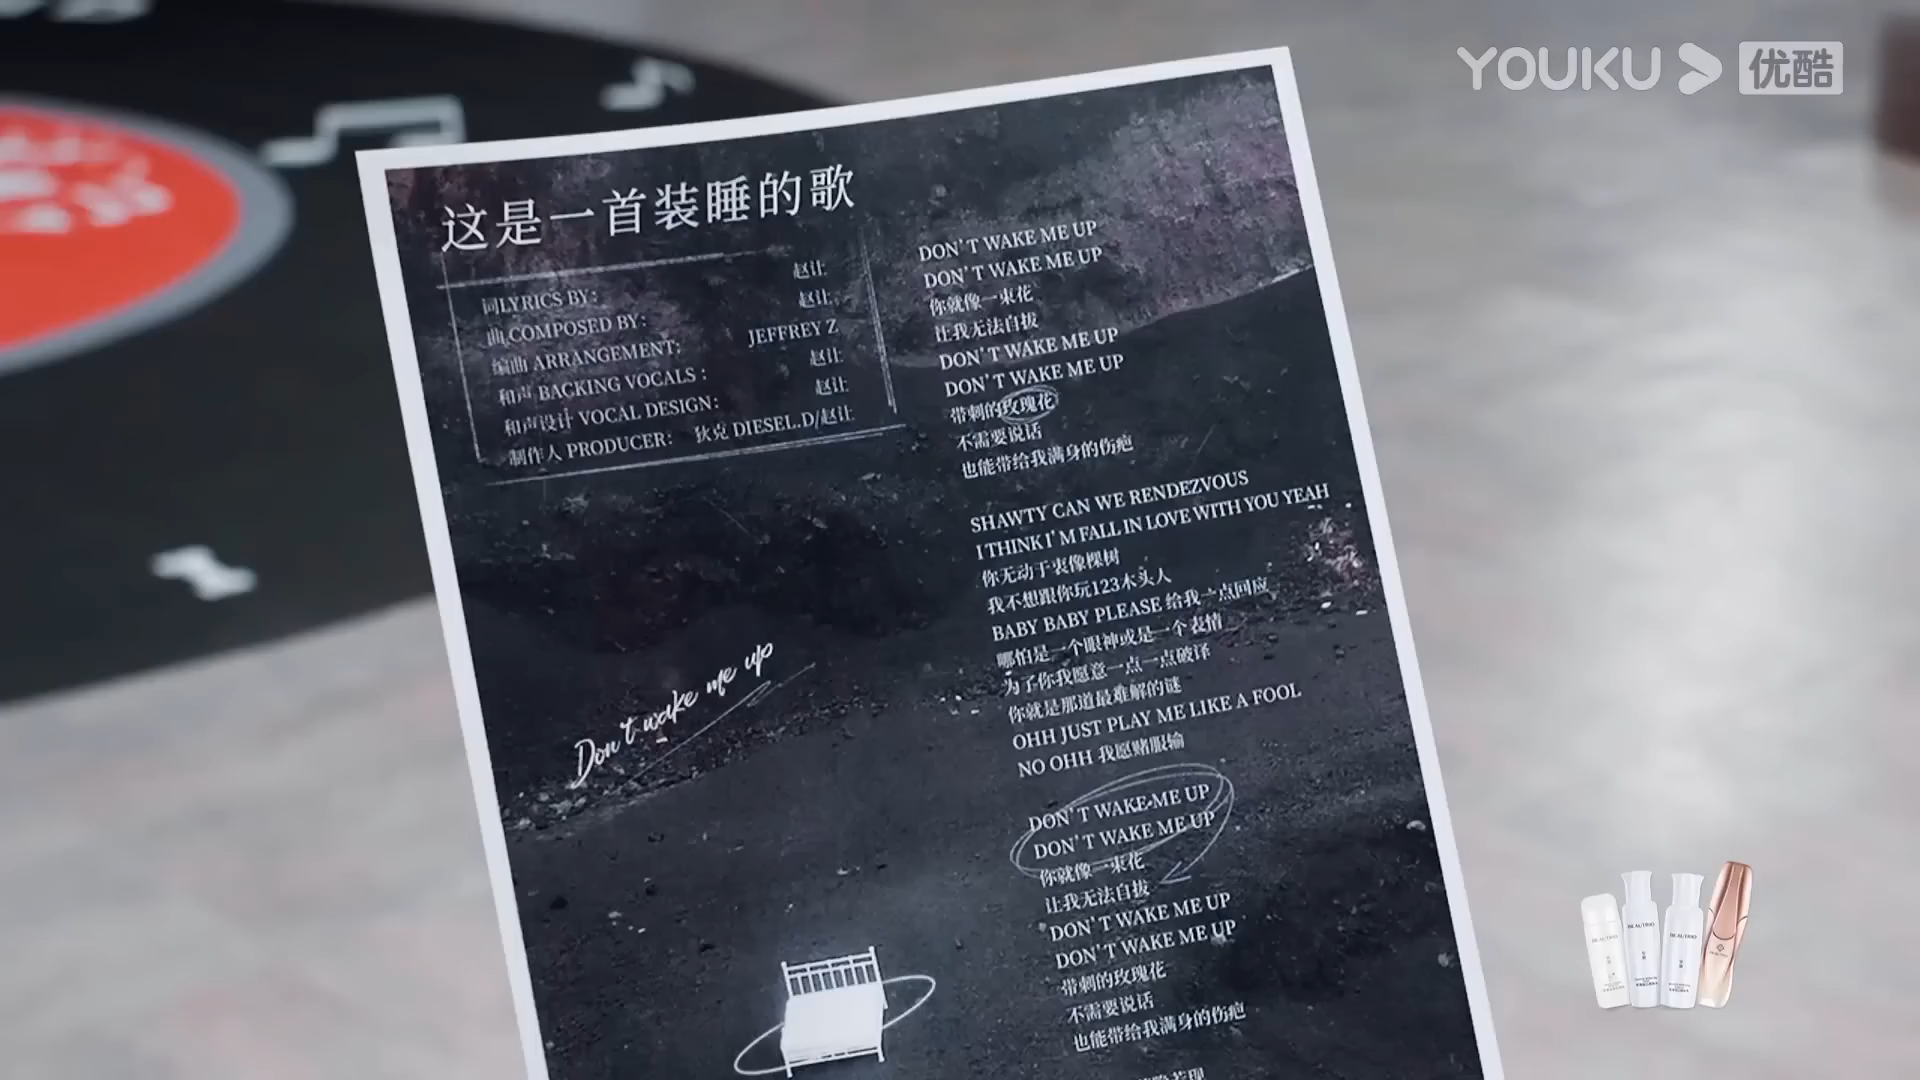 YOUKU 优酷
这是一首装睡的歌
词LYRICS BY: 赵让
曲COMPOSED BY: 赵让
编曲 ARRANGEMENT: JEFFREY Z
和声 BACKING VOCALS : 赵让
和声设计 VOCAL DESIGN: 赵让
制作人 PRODUCER: 狄克 DIESEL.D/赵让
Don't wake me up
DON'T WAKE ME UP
DON'T WAKE ME UP
你就像一束花
让我无法自拔
DON'T WAKE ME UP
DON'T WAKE ME UP
带刺的玫瑰花
不需要说话
也能带给我满身的伤疤
SHAWTY CAN WE RENDEZVOUS
I THINK I'M FALL IN LOVE WITH YOU YEAH
你无动于衷像棵树
我不想跟你玩123木头人
BABY BABY PLEASE 给我一点回应
哪怕是一个眼神或是一个表情
为了你我愿意一点一点破译
你就是那道最难解的谜
OHH JUST PLAY ME LIKE A FOOL
NO OHH 我愿赌服输
DON'T WAKE ME UP
DON'T WAKE ME UP
你就像一束花
让我无法自拔
DON'T WAKE ME UP
DON'T WAKE ME UP
带刺的玫瑰花
不需要说话
也能带给我满身的伤疤